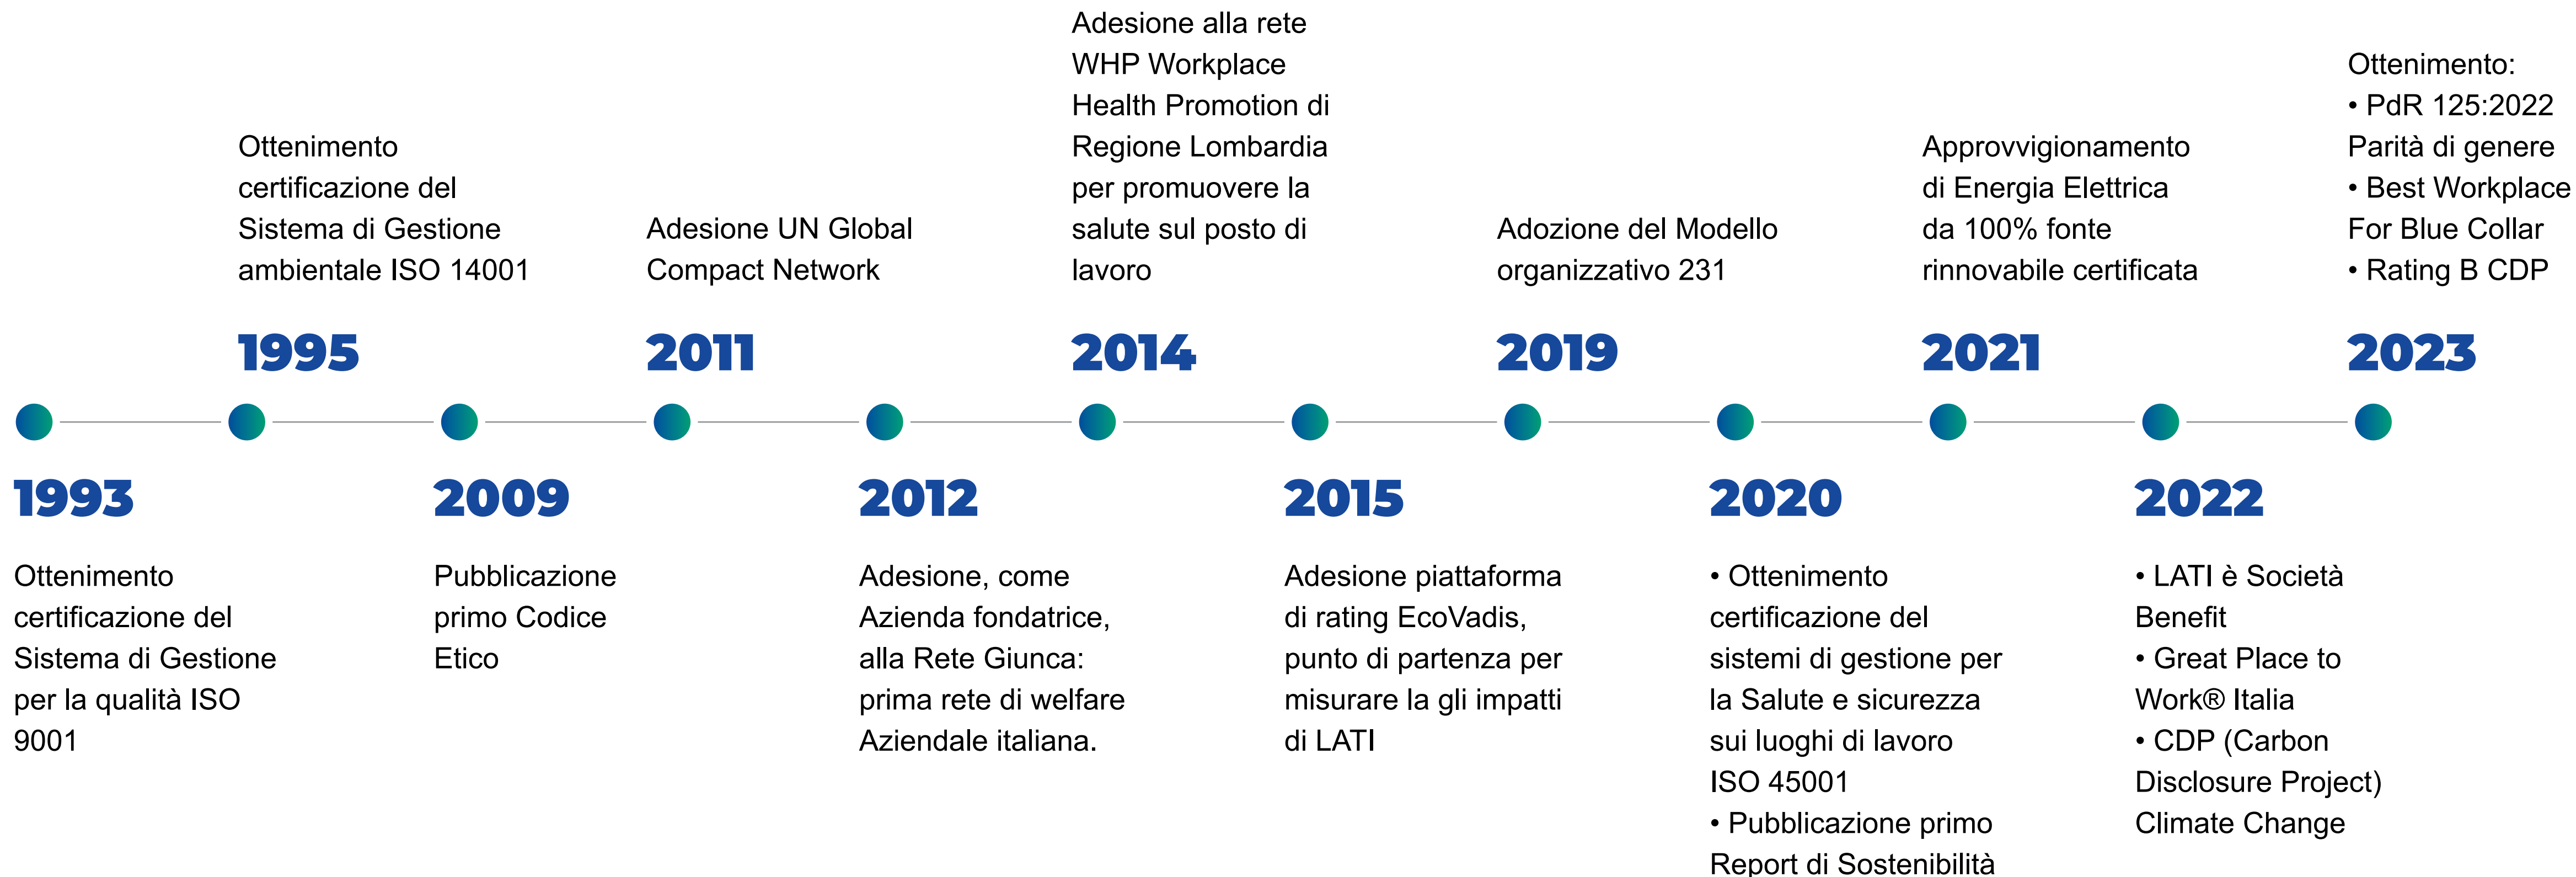 1993
Ottenimento
certificazione del
Sistema di Gestione
per la qualità ISO
9001
Ottenimento
certificazione del
Sistema di Gestione
ambientale ISO 14001
1995
2009
Pubblicazione
primo Codice
Etico
Adesione UN Global
Compact Network
2011
2012
Adesione, come
Azienda fondatrice,
alla Rete Giunca:
prima rete di welfare
Aziendale italiana.
Adesione alla rete
WHP Workplace
Health Promotion di
Regione Lombardia
per promuovere la
salute sul posto di
lavoro
2014
2015
Adesione piattaforma
di rating EcoVadis,
punto di partenza per
misurare la gli impatti
di LATI
Adozione del Modello
organizzativo 231
2019
2020
• Ottenimento
certificazione del
sistemi di gestione per
la Salute e sicurezza
sui luoghi di lavoro
ISO 45001
• Pubblicazione primo
Report di Sostenibilità
Approvvigionamento
di Energia Elettrica
da 100% fonte
rinnovabile certificata
2021
2022
• LATI è Società
Benefit
• Great Place to
Work® Italia
• CDP (Carbon
Disclosure Project)
Climate Change
Ottenimento:
• PdR 125:2022
Parità di genere
• Best Workplace
For Blue Collar
• Rating B CDP
2023